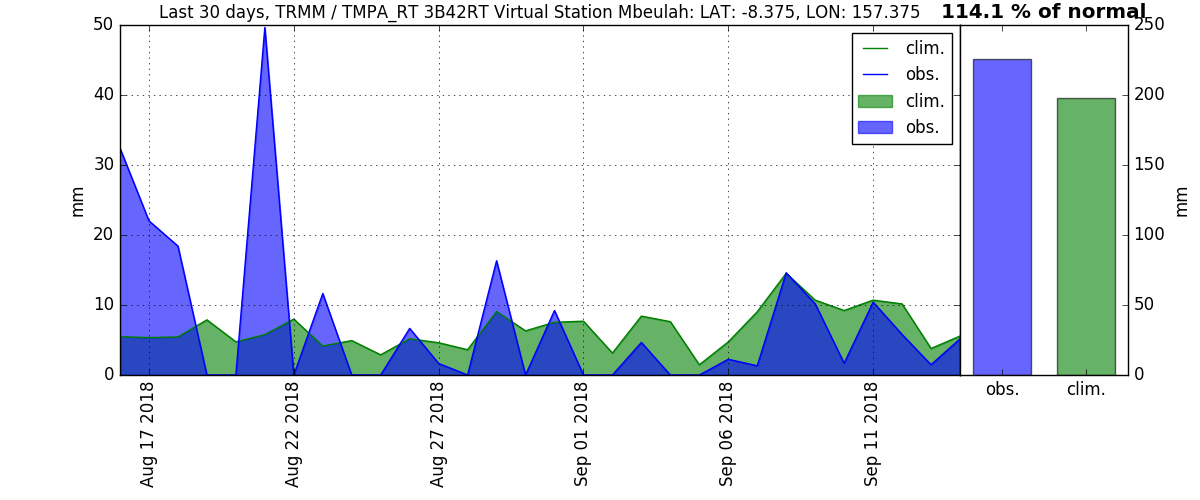 Last 30 days, TRMM / TMPA_RT 3B42RT Virtual Station Mbeulah: LAT: -8.375, LON: 157.375
114.1 % of normal
50
40
30
20
10
0
mm
clim.
obs.
clim.
obs.
250
200
150
100
50
0
mm
Aug 17 2018
Aug 22 2018
Aug 27 2018
Sep 01 2018
Sep 06 2018
Sep 11 2018
obs.
clim.